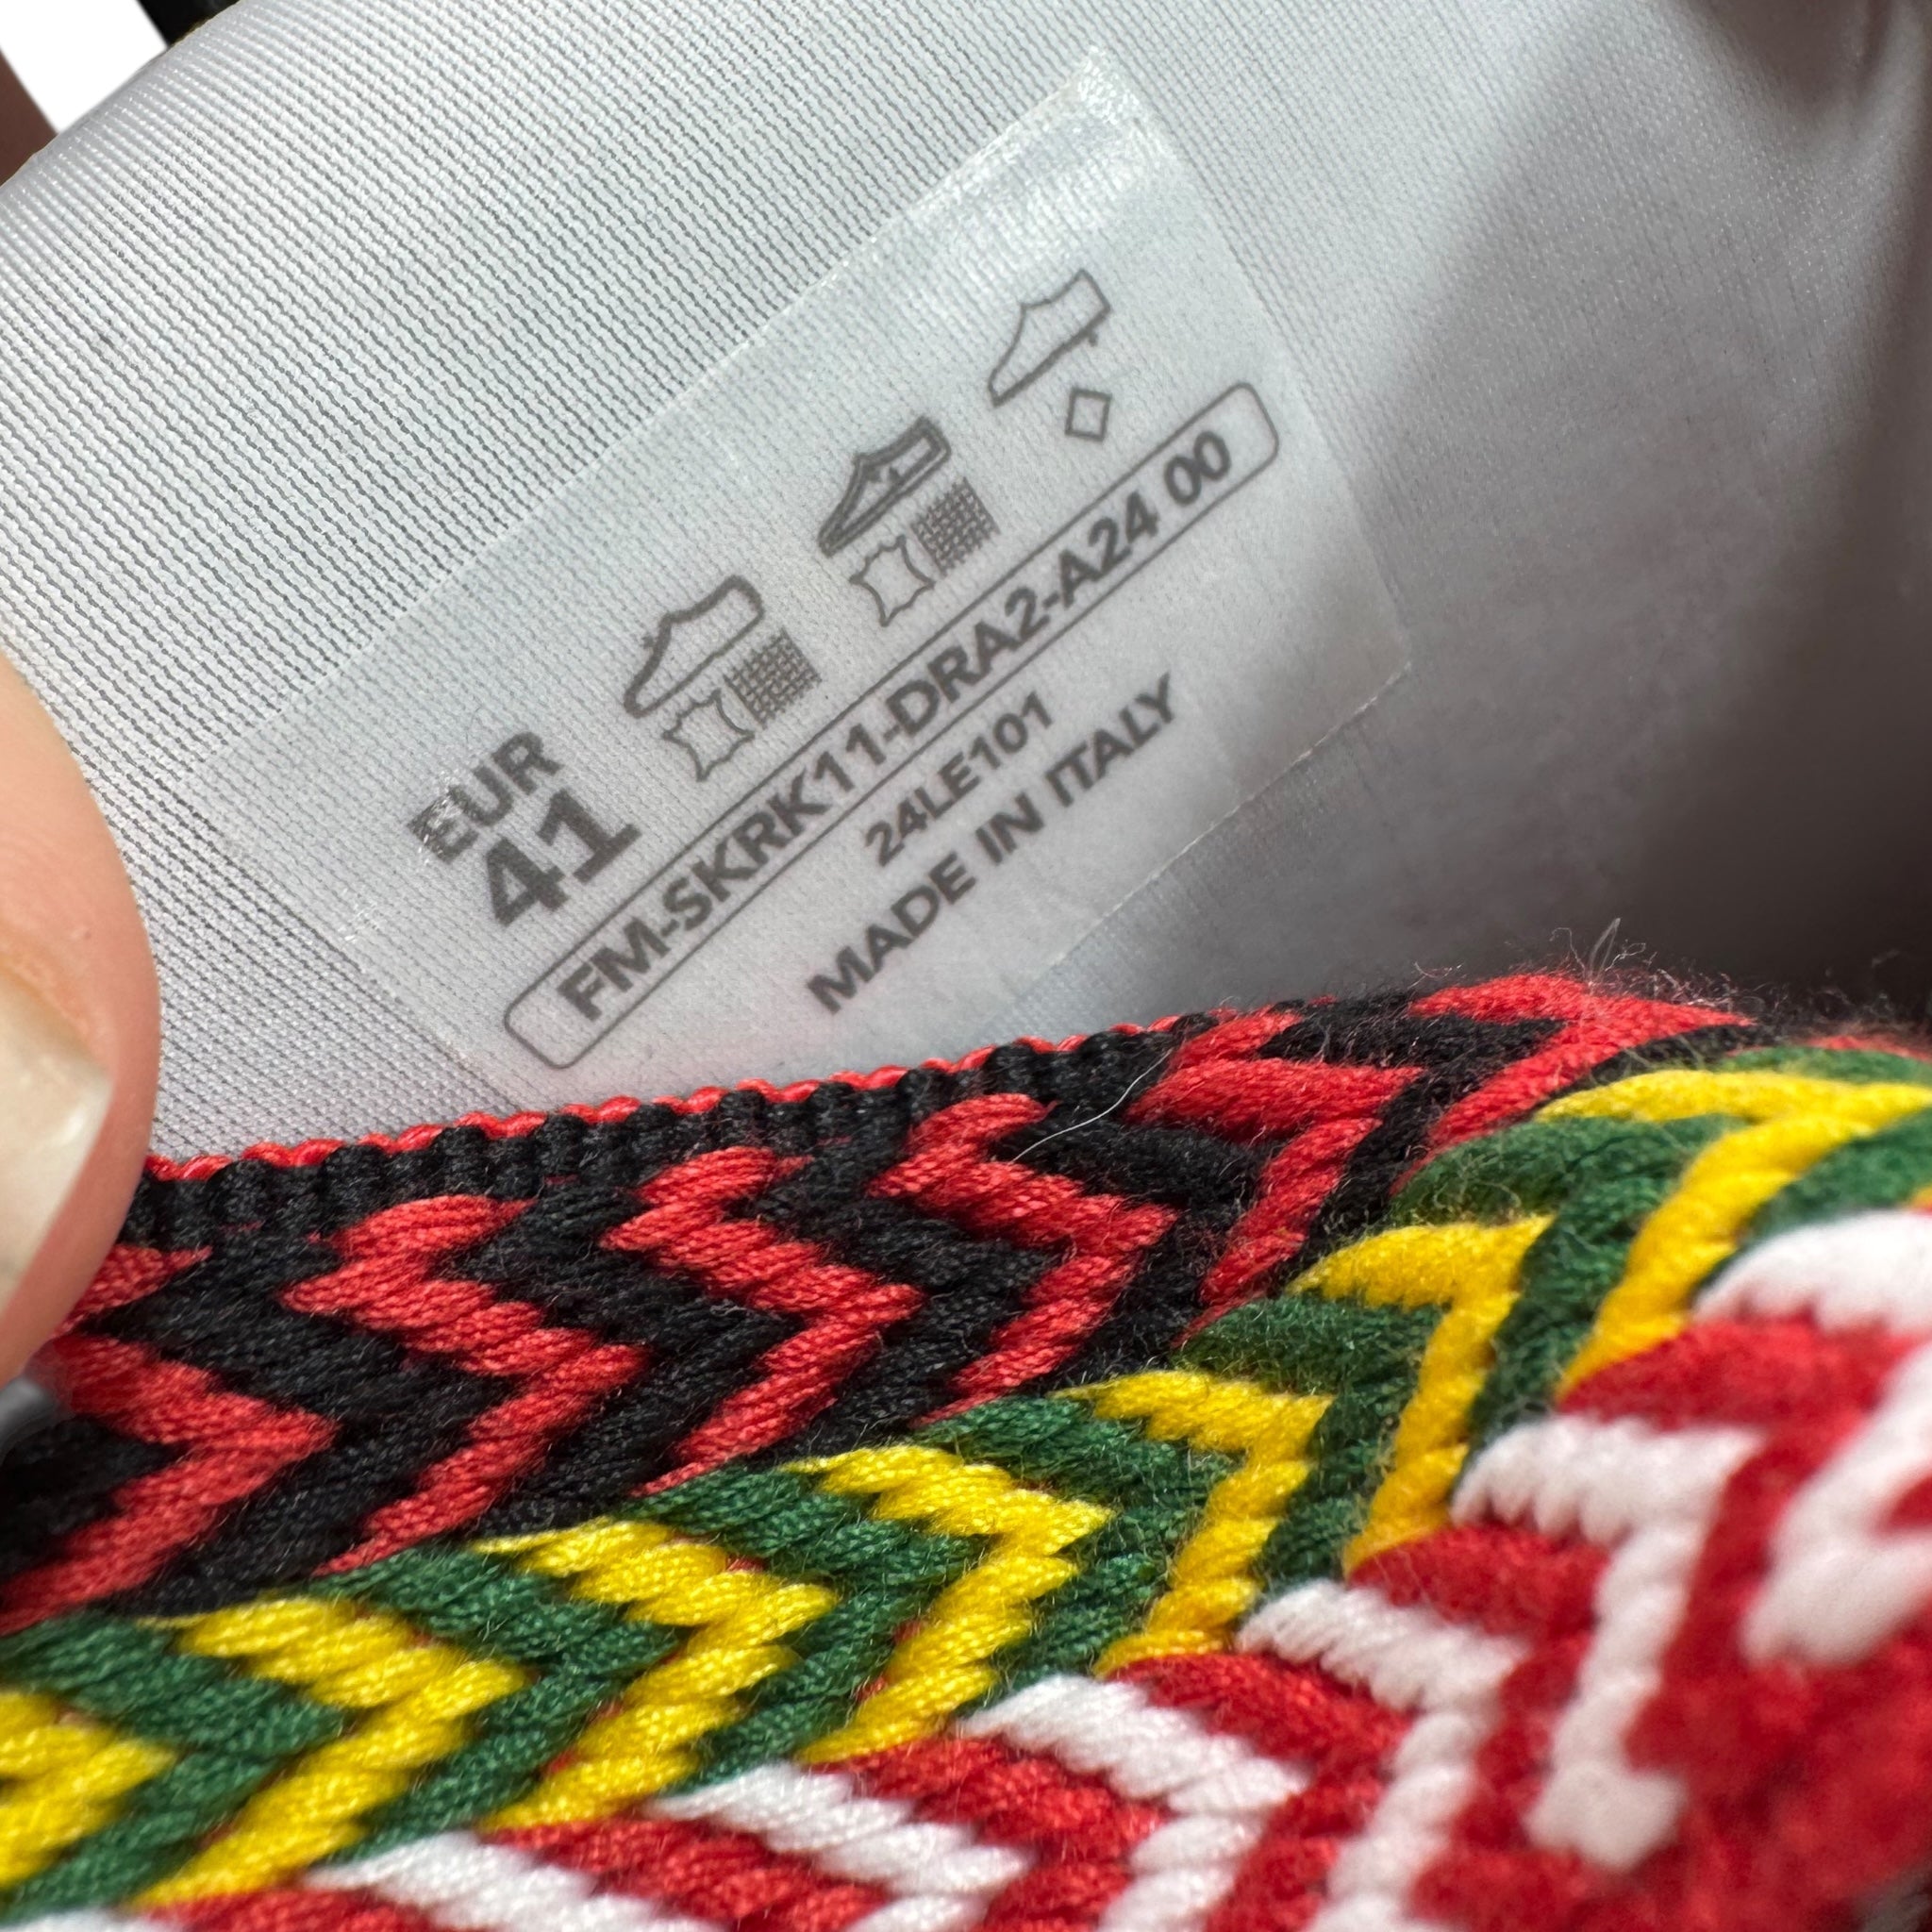 EUR
41
FM-SKRK11-DRA2-A24 00
24LE101
MADE IN ITALY